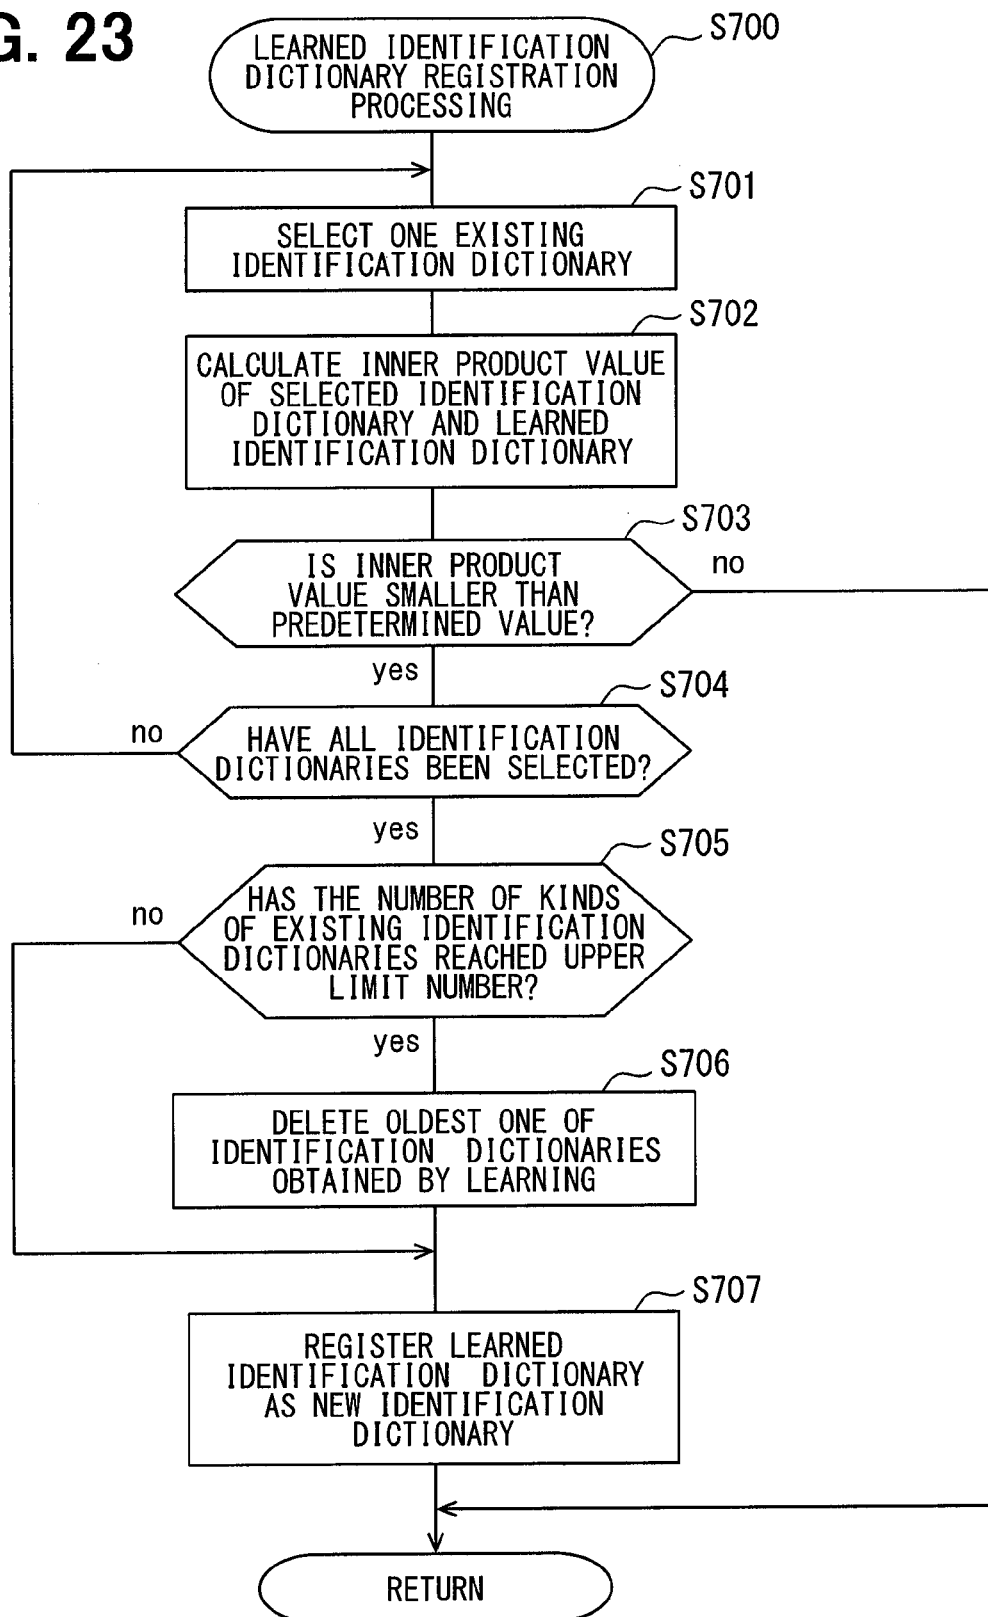 G. 23
S700
LEARNED IDENTIFICATION
DICTIONARY REGISTRATION
PROCESSING
S701
SELECT ONE EXISTING
IDENTIFICATION DICTIONARY
S702
CALCULATE INNER PRODUCT VALUE
OF SELECTED IDENTIFICATION
DICTIONARY AND LEARNED
IDENTIFICATION DICTIONARY
S703
IS INNER PRODUCT
VALUE SMALLER THAN
PREDETERMINED VALUE?
no
yes
S704
HAVE ALL IDENTIFICATION
DICTIONARIES BEEN SELECTED?
no
yes
S705
HAS THE NUMBER OF KINDS
OF EXISTING IDENTIFICATION
DICTIONARIES REACHED UPPER
LIMIT NUMBER?
no
yes
S706
DELETE OLDEST ONE OF
IDENTIFICATION DICTIONARIES
OBTAINED BY LEARNING
S707
REGISTER LEARNED
IDENTIFICATION DICTIONARY
AS NEW IDENTIFICATION
DICTIONARY
RETURN